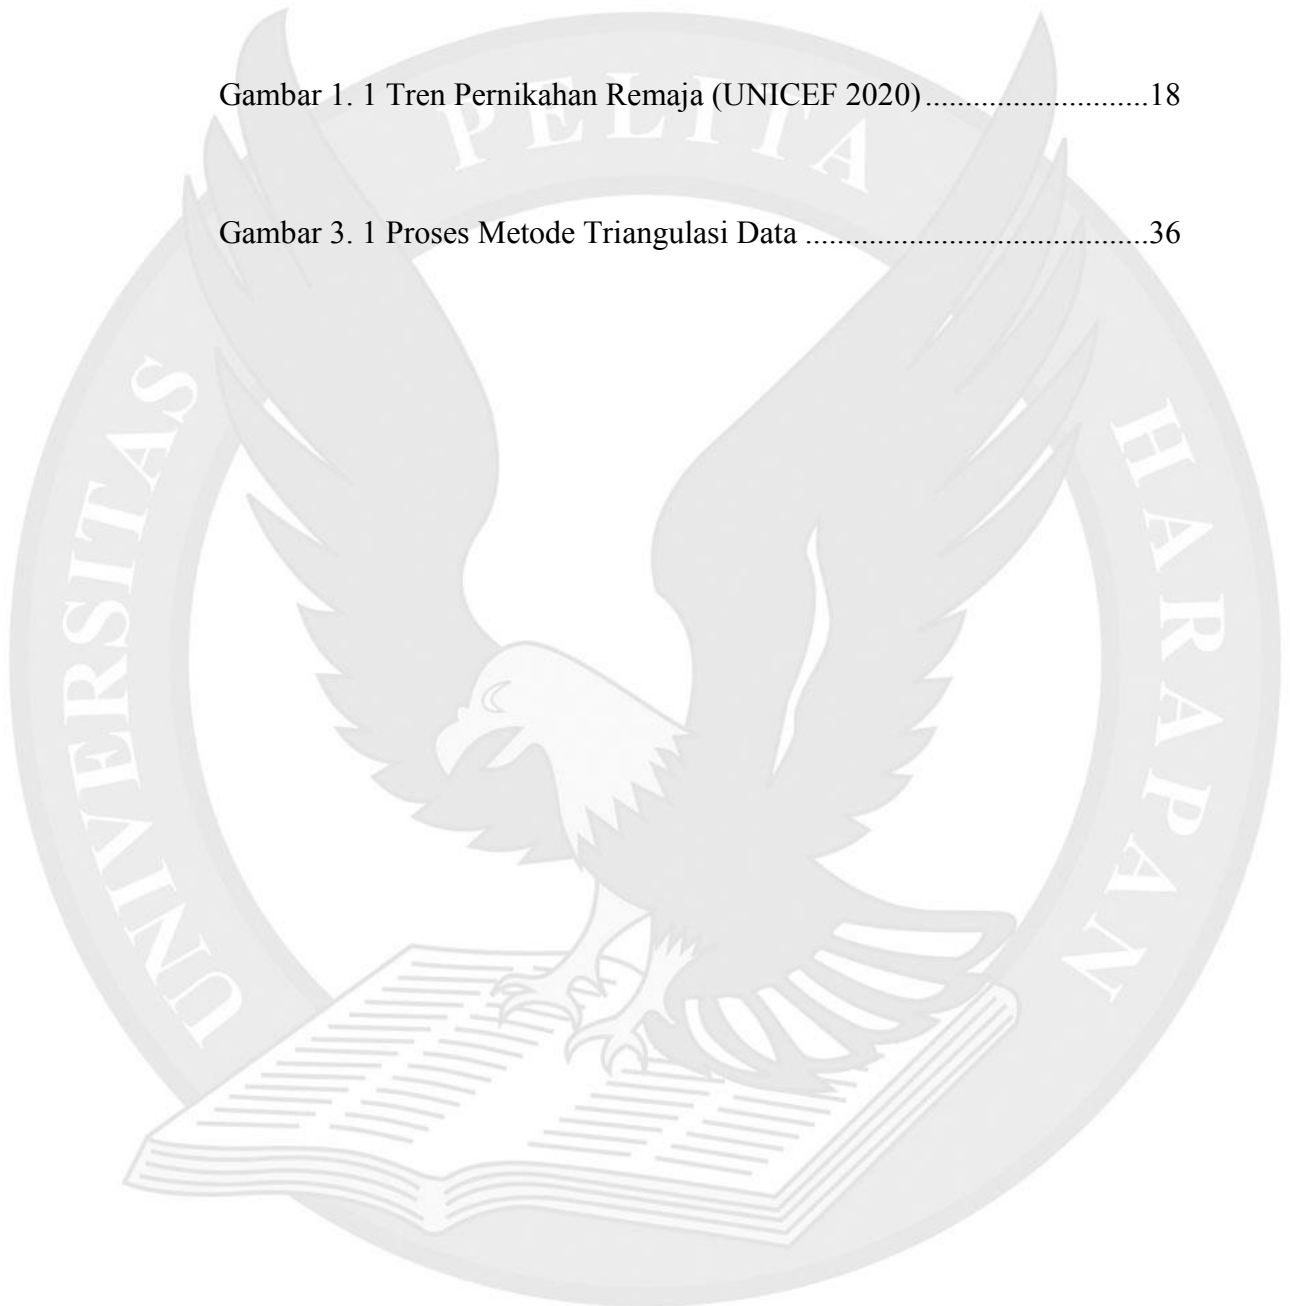 Gambar 1. 1 Tren Pernikahan Remaja (UNICEF 2020)............................18
Gambar 3. 1 Proses Metode Triangulasi Data ...........................................36
UNIVERSITAS PELITA HARAPAN